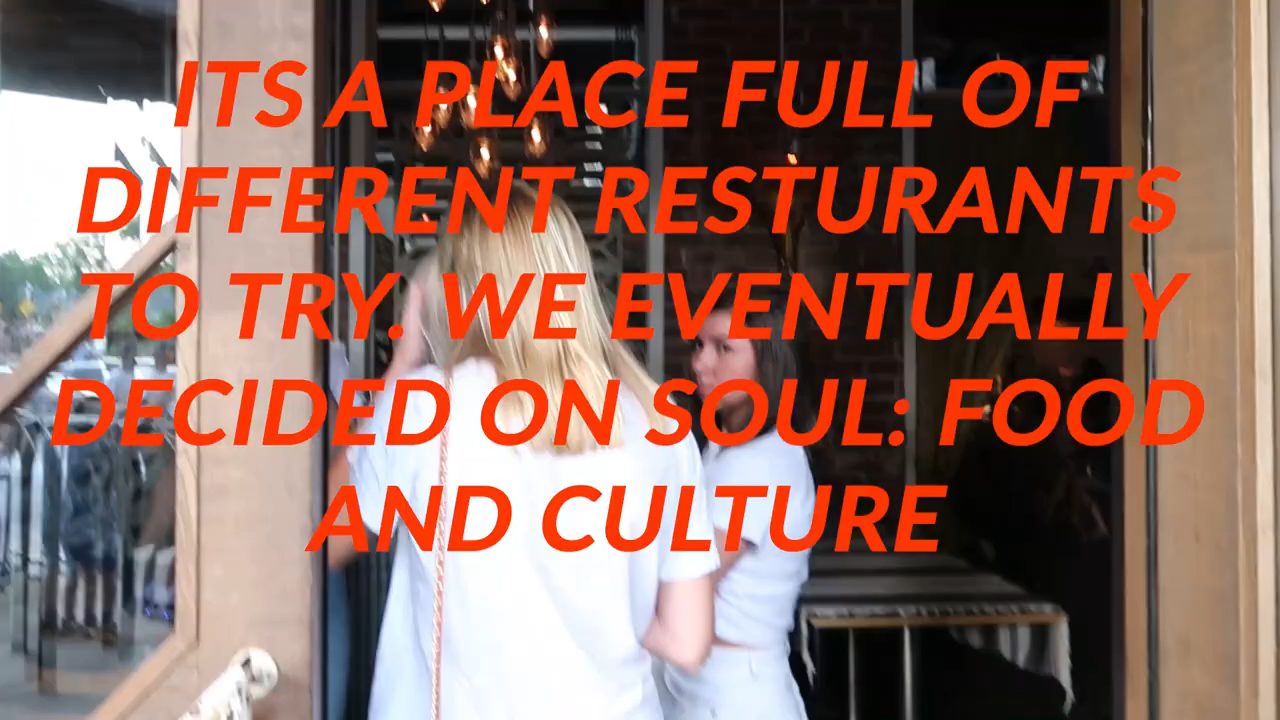 ITS A PLACE FULL OF
DIFFERENT RESTURANTS
TO TRY. WE EVENTUALLY
DECIDED ON SOUL: FOOD
AND CULTURE